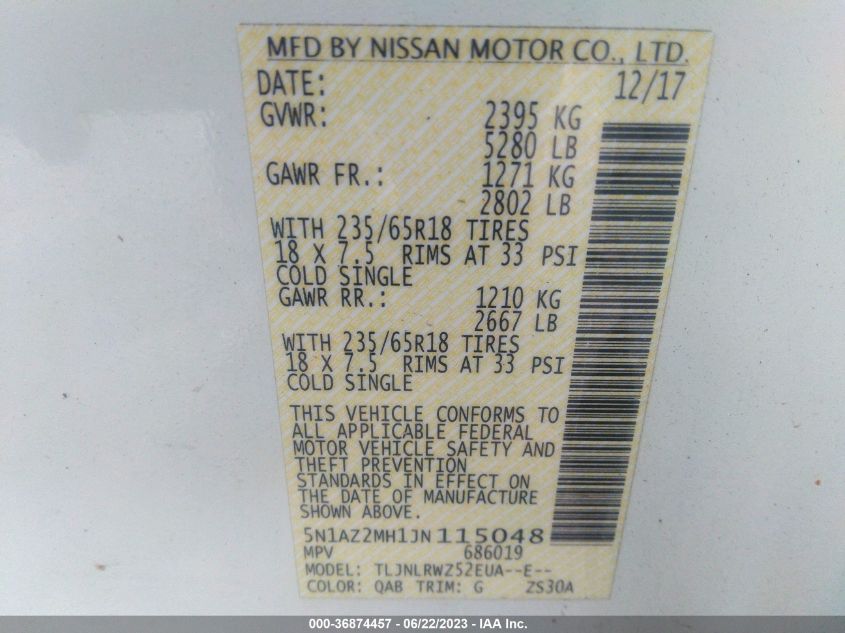 MFD BY NISSAN MOTOR CO., LTD.
DATE: 12/17
GVWR: 2395 KG
5280 LB
GAWR FR.: 1271 KG
2802 LB
WITH 235/65R18 TIRES
18 X 7.5 RIMS AT 33 PSI
COLD SINGLE
GAWR RR.: 1210 KG
2667 LB
WITH 235/65R18 TIRES
18 X 7.5 RIMS AT 33 PSI
COLD SINGLE
THIS VEHICLE CONFORMS TO
ALL APPLICABLE FEDERAL
MOTOR VEHICLE SAFETY AND
THEFT PREVENTION
STANDARDS IN EFFECT ON
THE DATE OF MANUFACTURE
SHOWN ABOVE.
5N1AZ2MH1JN115048
MPV 686019
MODEL: TLJNLRWZ52EUA--E--
COLOR: QAB TRIM: G ZS30A
000-36874457 - 06/22/2023 - IAA Inc.